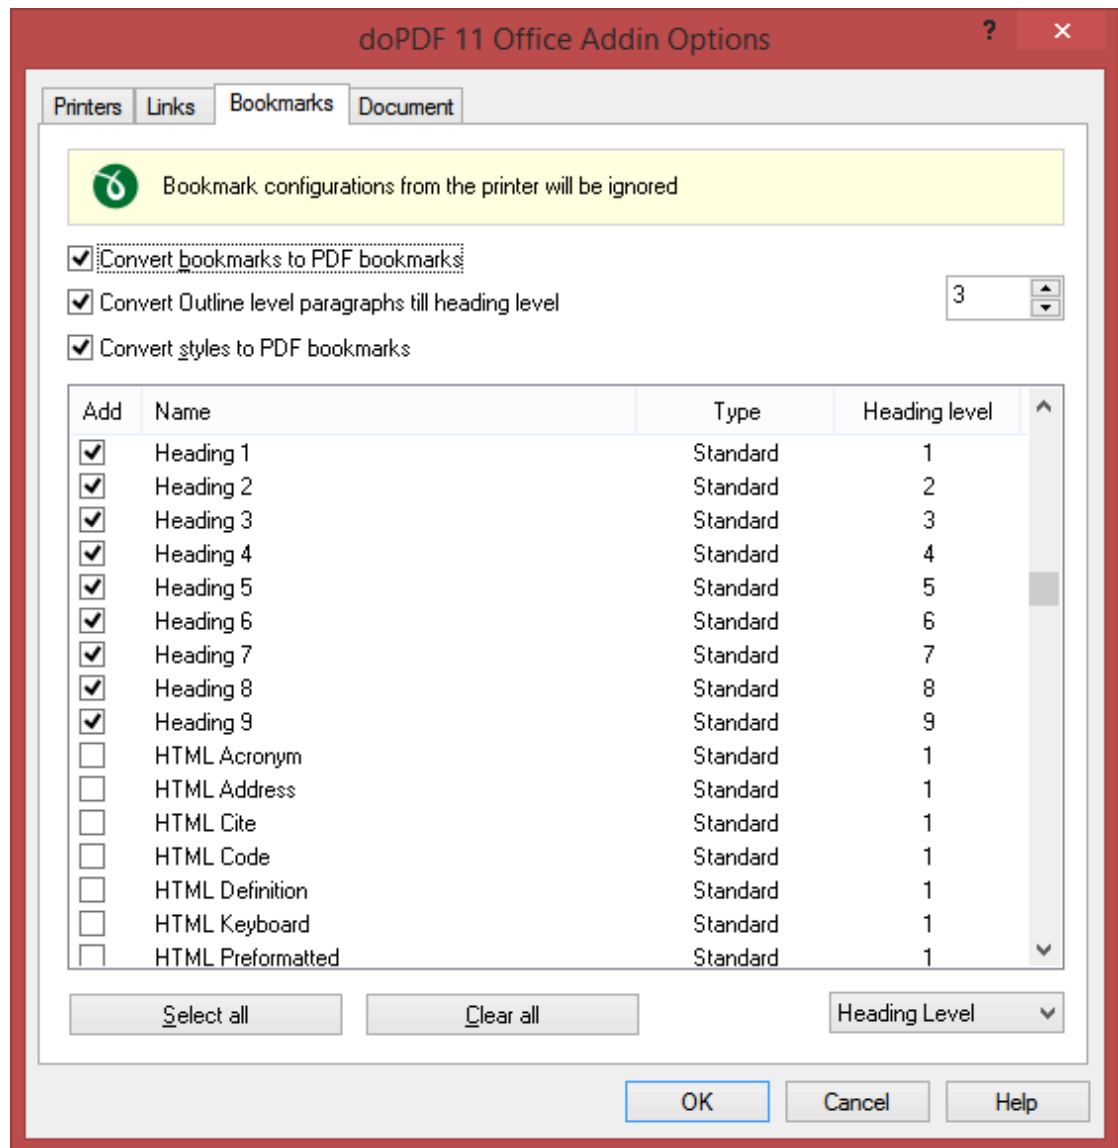 doPDF 11 Office Addin Options ? ×
Printers Links Bookmarks Document
Bookmark configurations from the printer will be ignored
Convert bookmarks to PDF bookmarks
Convert Outline level paragraphs till heading level 3
Convert styles to PDF bookmarks
Add Name Type Heading level
Heading 1 Standard 1
Heading 2 Standard 2
Heading 3 Standard 3
Heading 4 Standard 4
Heading 5 Standard 5
Heading 6 Standard 6
Heading 7 Standard 7
Heading 8 Standard 8
Heading 9 Standard 9
HTML Acronym Standard 1
HTML Address Standard 1
HTML Cite Standard 1
HTML Code Standard 1
HTML Definition Standard 1
HTML Keyboard Standard 1
HTML Preformatted Standard 1
Select all Clear all Heading Level
OK Cancel Help